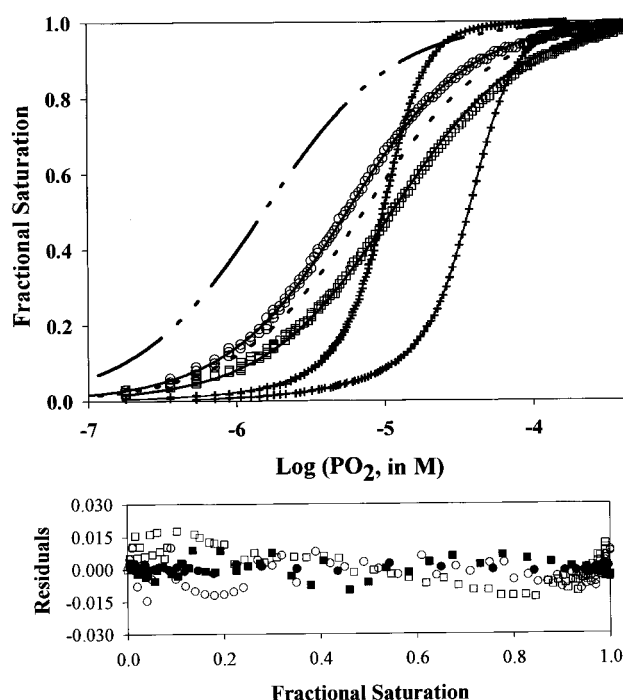 Fractional Saturation
1.0
0.8
0.6
0.4
0.2
0.0
-7 -6 -5 -4
Log (PO₂, in M)
Residuals
0.030
0.015
0.000
-0.015
-0.030
0.0 0.2 0.4 0.6 0.8 1.0
Fractional Saturation